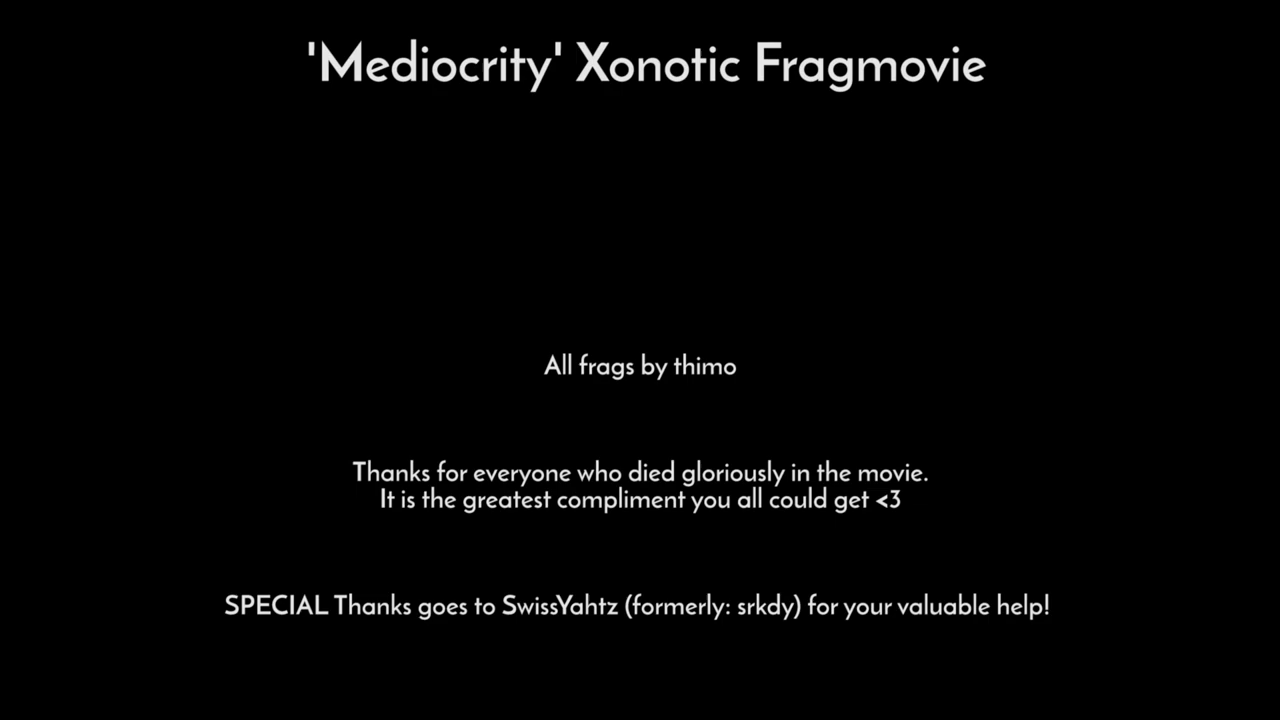 'Mediocrity' Xonotic Fragmovie
All frags by thimo
Thanks for everyone who died gloriously in the movie.
It is the greatest compliment you all could get <3
SPECIAL Thanks goes to SwissYahtz (formerly: srkdy) for your valuable help!